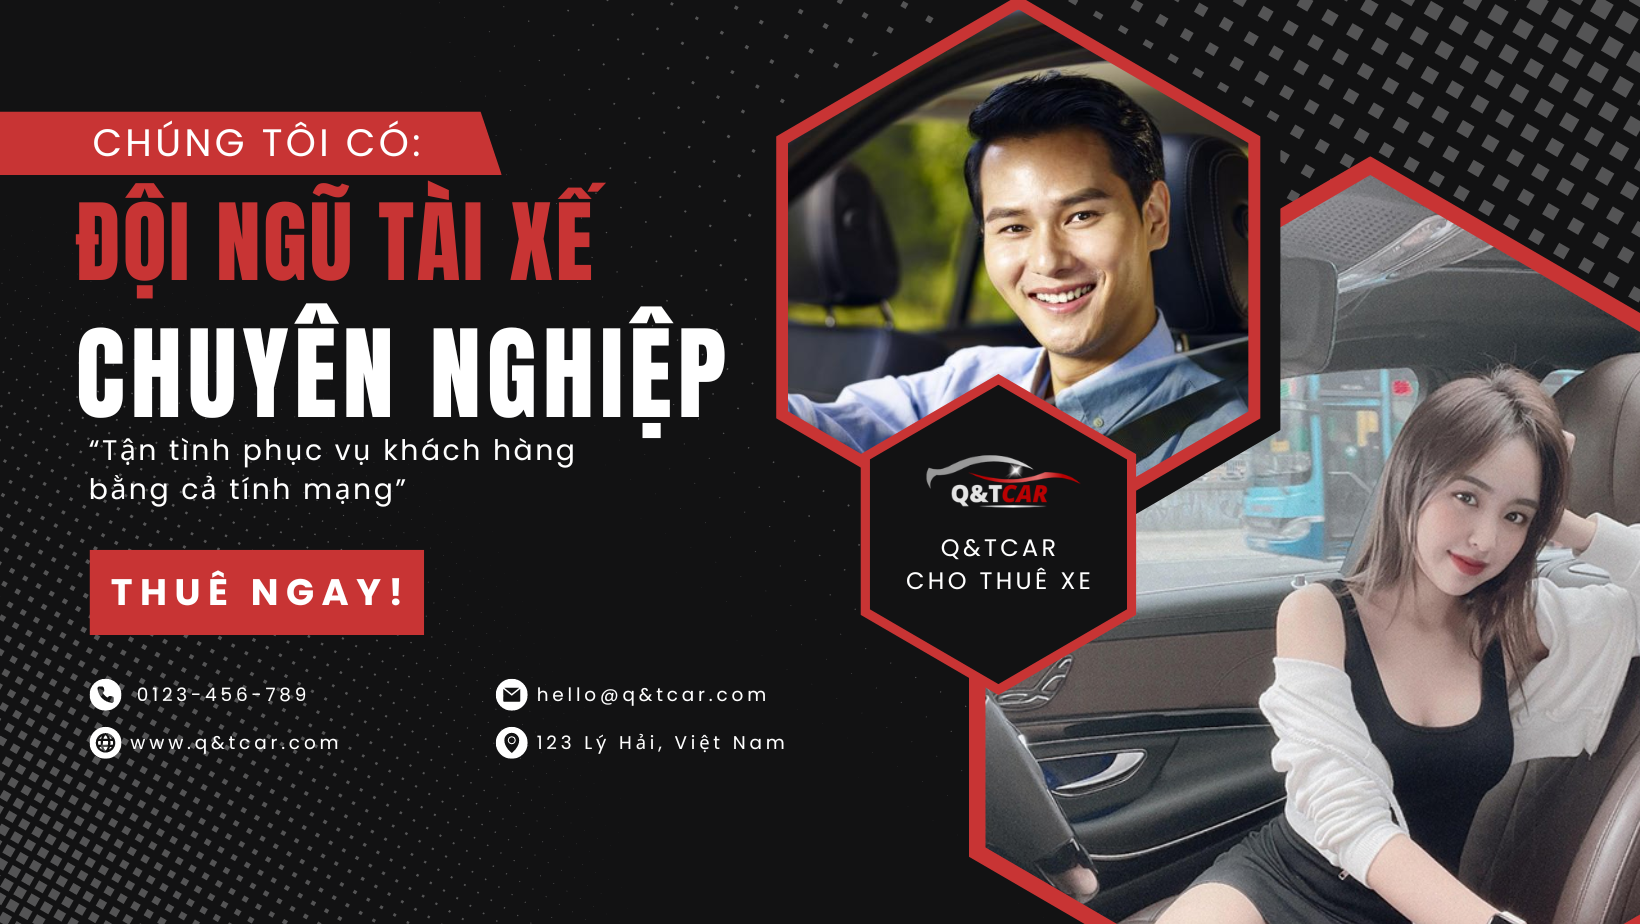 CHÚNG TÔI CÓ:
ĐỘI NGŨ TÀI XẾ
CHUYÊN NGHIỆP
“Tận tình phục vụ khách hàng
bằng cả tính mạng”
THUÊ NGAY!
0123-456-789
hello@q&tcar.com
www.q&tcar.com
123 Lý Hải, Việt Nam
Q&TCAR
Q&TCAR
CHO THUÊ XE